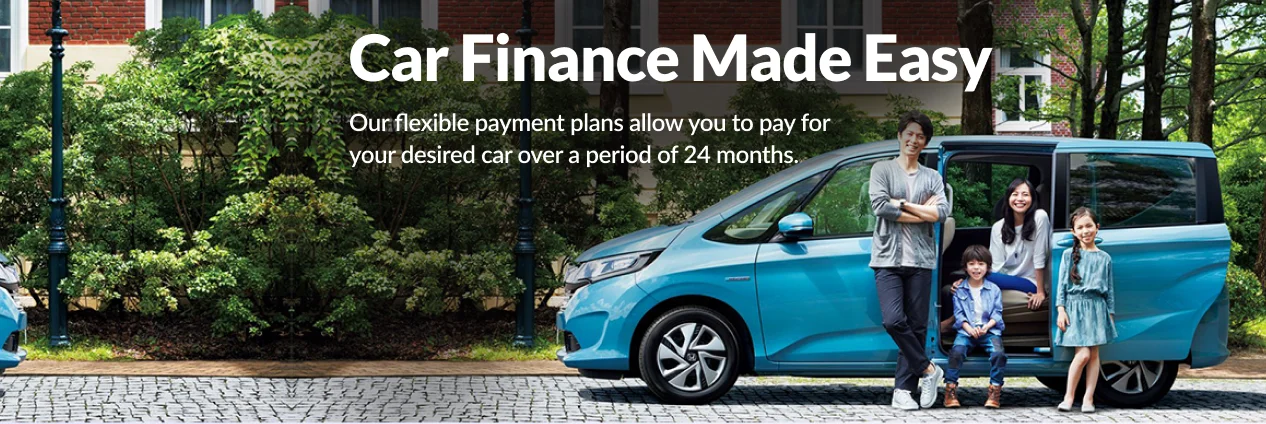 Car Finance Made Easy
Our flexible payment plans allow you to pay for
your desired car over a period of 24 months.